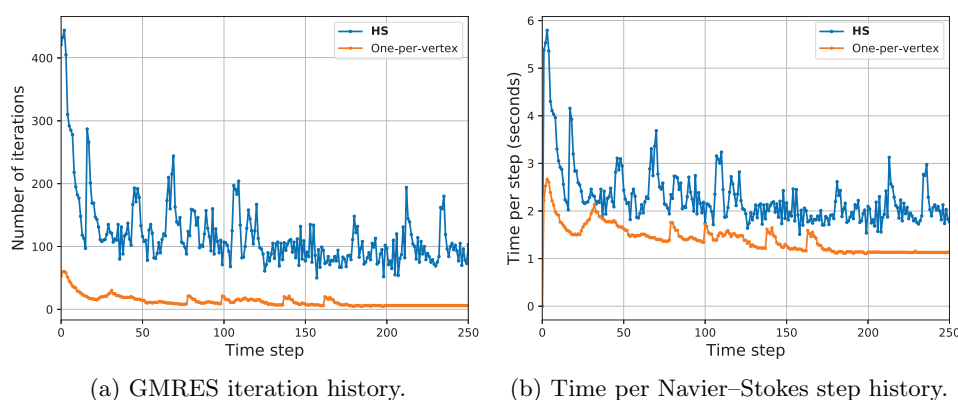 HS
One-per-vertex
400
300
200
100
0
Number of iterations
0 50 100 150 200 250
Time step
(a) GMRES iteration history.
HS
One-per-vertex
6
5
4
3
2
1
0
Time per step (seconds)
0 50 100 150 200 250
Time step
(b) Time per Navier–Stokes step history.